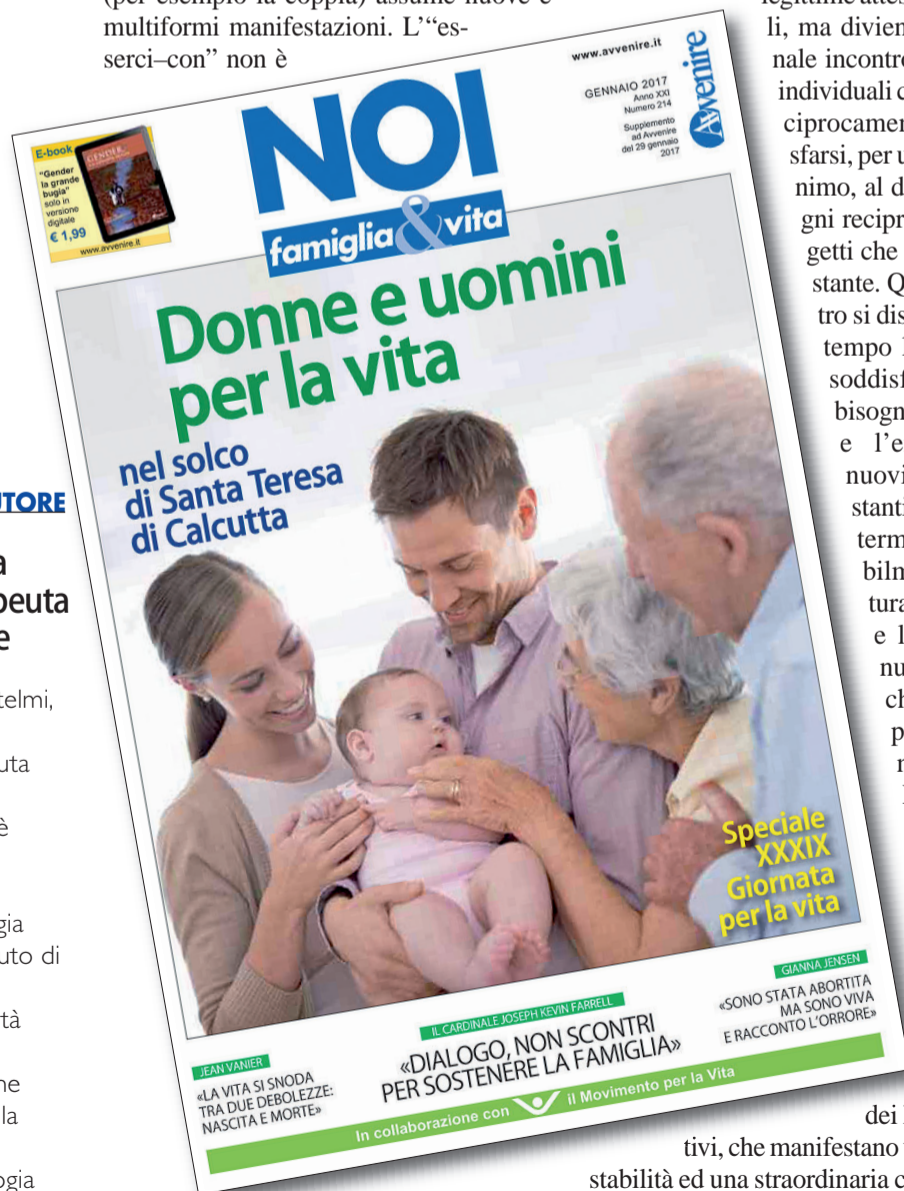 (per esempio la coppia) assume nuove e
multiformi manifestazioni. L'“es-
serci–con” non è
www.avvenire.it
GENNAIO 2017
Anno XXI
Numero 214
Supplemento
ad Avvenire
del 29 gennaio
2017
Avvenire
E-book
"Gender
la grande
bugia"
solo in
versione
digitale
€ 1,99
www.avvenire.it
GENDER
NOI
famiglia & vita
Donne e uomini
per la vita
nel solco
di Santa Teresa
di Calcutta
Speciale
XXXIX
Giornata
per la vita
JEAN VANIER
«LA VITA SI SNODA
TRA DUE DEBOLEZZE:
NASCITA E MORTE»
IL CARDINALE JOSEPH KEVIN FARRELL
«DIALOGO, NON SCONTRI
PER SOSTENERE LA FAMIGLIA»
GIANNA JENSEN
«SONO STATA ABORTITA
MA SONO VIVA
E RACCONTO L'ORRORE»
In collaborazione con il Movimento per la Vita
li, ma divien
nale incontro
individuali c
ciprocamen
sfarsi, per u
nimo, al d
gni recipr
getti che
stante. Q
tro si dis
tempo l
soddisf
bisogn
e l'e
nuovi
stanti
term
bilm
tura
e l
nu
ch
p
UTORE
a
peuta
e
telmi,
uta
è
gia
uto di
tà
ne
la
ogia
dei
tivi, che manifestano
stabilità ed una straordinaria c